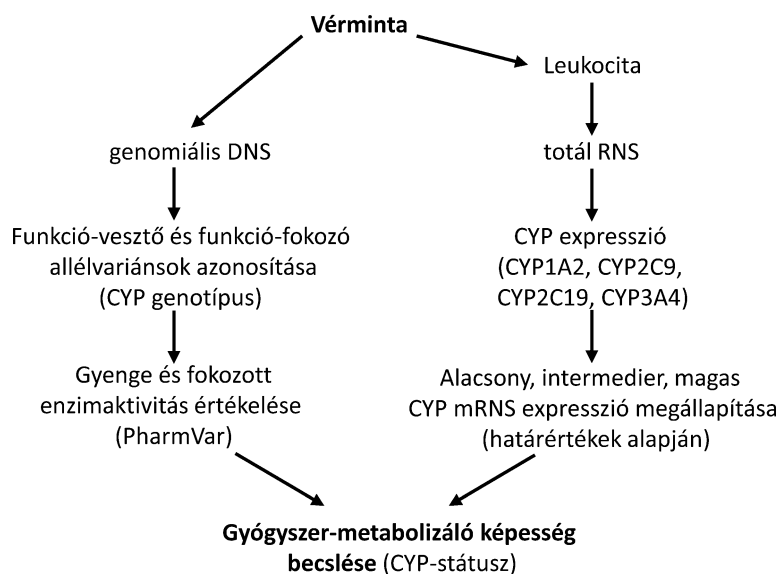 Vérminta
Leukocita
genomiális DNS
totál RNS
Funkció-vesztő és funkció-fokozó
allélvariánsok azonosítása
(CYP genotípus)
CYP expresszió
(CYP1A2, CYP2C9,
CYP2C19, CYP3A4)
Gyenge és fokozott
enzimaktivitás értékelése
(PharmVar)
Alacsony, intermedier, magas
CYP mRNS expresszió megállapítása
(határértékek alapján)
Gyógyszer-metabolizáló képesség
becslése (CYP-státusz)